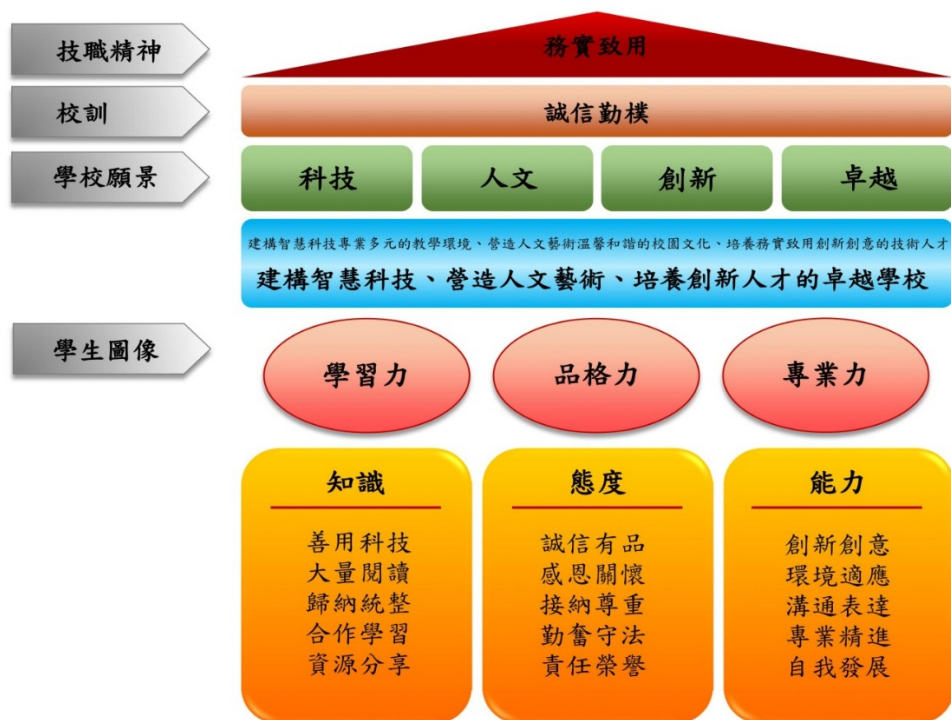 技職精神
務實致用
校訓
誠信勤樸
學校願景
科技
人文
創新
卓越
建構智慧科技專業多元的教學環境、營造人文藝術溫馨和諧的校園文化、培養務實致用創新創意的技術人才
建構智慧科技、營造人文藝術、培養創新人才的卓越學校
學生圖像
學習力
品格力
專業力
知識
善用科技
大量閱讀
歸納統整
合作學習
資源分享
態度
誠信有品
感恩關懷
接納尊重
勤奮守法
責任榮譽
能力
創新創意
環境適應
溝通表達
專業精進
自我發展